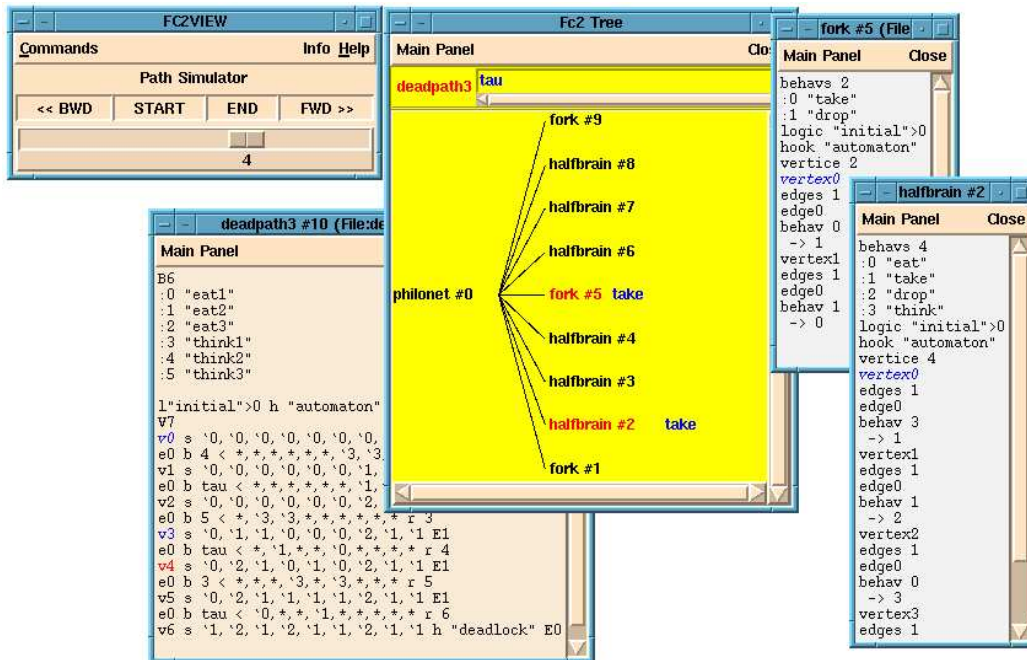 FC2VIEW
Commands Info Help
Path Simulator
<< BWD START END FWD >>
4
Fc2 Tree
Main Panel
deadpath3 tau
fork #9
halfbrain #8
halfbrain #7
halfbrain #6
philonet #0 fork #5 take
halfbrain #4
halfbrain #3
halfbrain #2 take
fork #1
fork #5 (File
Main Panel Close
behavs 2
:0 "take"
:1 "drop"
logic "initial">0
hook "automaton"
vertice 2
vertex0
edges 1
edge0
behav 0
-> 1
vertex1
edges 1
edge0
behav 1
-> 0
halfbrain #2
Main Panel Close
behavs 4
:0 "eat"
:1 "take"
:2 "drop"
:3 "think"
logic "initial">0
hook "automaton"
vertice 4
vertex0
edges 1
edge0
behav 3
-> 1
vertex1
edges 1
edge0
behav 1
-> 2
vertex2
edges 1
edge0
behav 0
-> 3
vertex3
edges 1
deadpath3 #10 (File:de
Main Panel
B6
:0 "eat1"
:1 "eat2"
:2 "eat3"
:3 "think1"
:4 "think2"
:5 "think3"
l"initial">0 h "automaton"
V7
v0 s `0, `0, `0, `0, `0, `0, `0,
e0 b 4 < *,*,*,*,*,*,`3,`3,
v1 s `0, `0, `0, `0, `0, `0, `1,
e0 b tau < *,*,*,*,*,*,`1,
v2 s `0, `0, `0, `0, `0, `0, `2,
e0 b 5 < *,`3,`3,*,*,*,*,*,* r 3
v3 s `0, `1, `1, `0, `0, `0, `2, `1, `1 E1
e0 b tau < *,`1,*,*,`0,*,*,*,* r 4
v4 s `0, `2, `1, `0, `1, `0, `2, `1, `1 E1
e0 b 3 < *,*,*,`3,*,`3,*,*,* r 5
v5 s `0, `2, `1, `1, `1, `1, `2, `1, `1 E1
e0 b tau < `0,*,*,`1,*,*,*,*,* r 6
v6 s `1, `2, `1, `2, `1, `1, `2, `1, `1 h "deadlock" E0